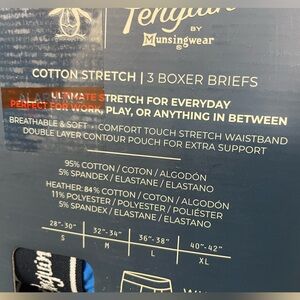 Penguin
BY
Munsingwear
®
COTTON STRETCH | 3 BOXER BRIEFS
ULTIMATE STRETCH FOR EVERYDAY
PERFECT FOR WORK, PLAY, OR ANYTHING IN BETWEEN
BREATHABLE & SOFT • COMFORT TOUCH STRETCH WAISTBAND
DOUBLE LAYER CONTOUR POUCH FOR EXTRA SUPPORT
95% COTTON / COTON / ALGODÓN
5% SPANDEX / ELASTANE / ELASTANO
HEATHER: 84% COTTON / COTON / ALGODÓN
11% POLYESTER / POLYESTER / POLIÉSTER
5% SPANDEX / ELASTANE / ELASTANO
28"-30" 32"-34" 36"-38" 40"-42"
S M L XL
Penguin